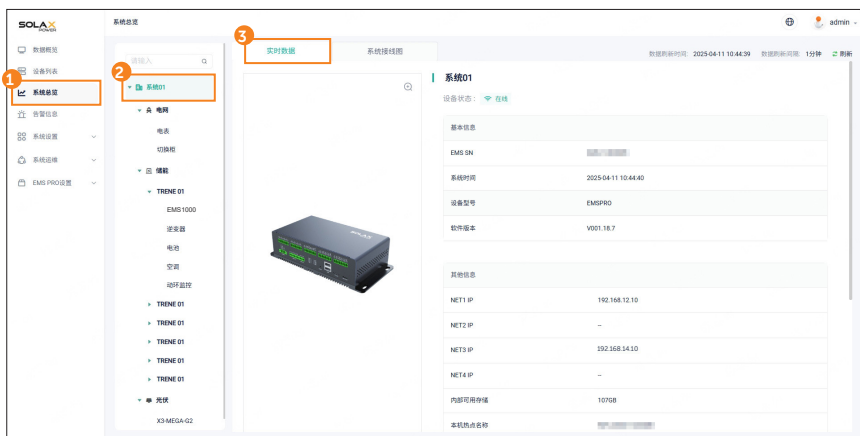 SOLAX
POWER
系统总览
admin
数据概览
设备列表
1
系统总览
告警信息
系统设置
系统运维
EMS PRO设置
请输入
2
系统01
电网
电表
切换柜
储能
TRENE 01
EMS1000
逆变器
电池
空调
动环监控
TRENE 01
TRENE 01
TRENE 01
TRENE 01
TRENE 01
光伏
X3-MEGA-G2
3
实时数据
系统接线图
数据刷新时间: 2025-04-11 10:44:39 数据刷新间隔: 1分钟 刷新
SOLAX
系统01
设备状态: 在线
基本信息
EMS SN
系统时间 2025-04-11 10:44:40
设备型号 EMSPRO
软件版本 V001.18.7
其他信息
NET1 IP 192.168.12.10
NET2 IP --
NET3 IP 192.168.14.10
NET4 IP --
内部可用存储 107GB
本机热点名称